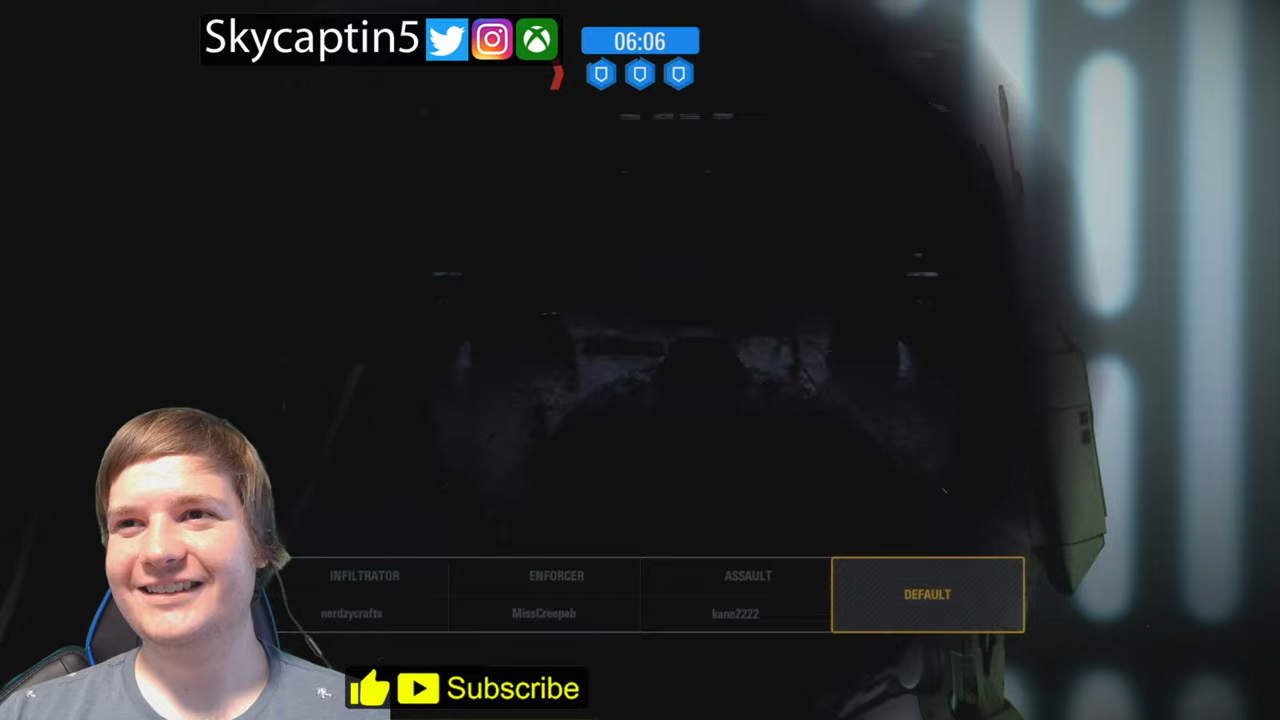 Skycaptin5
06:06
INFILTRATOR
nerdzycrafts
ENFORCER
MissCreepeh
ASSAULT
kane2222
DEFAULT
Subscribe